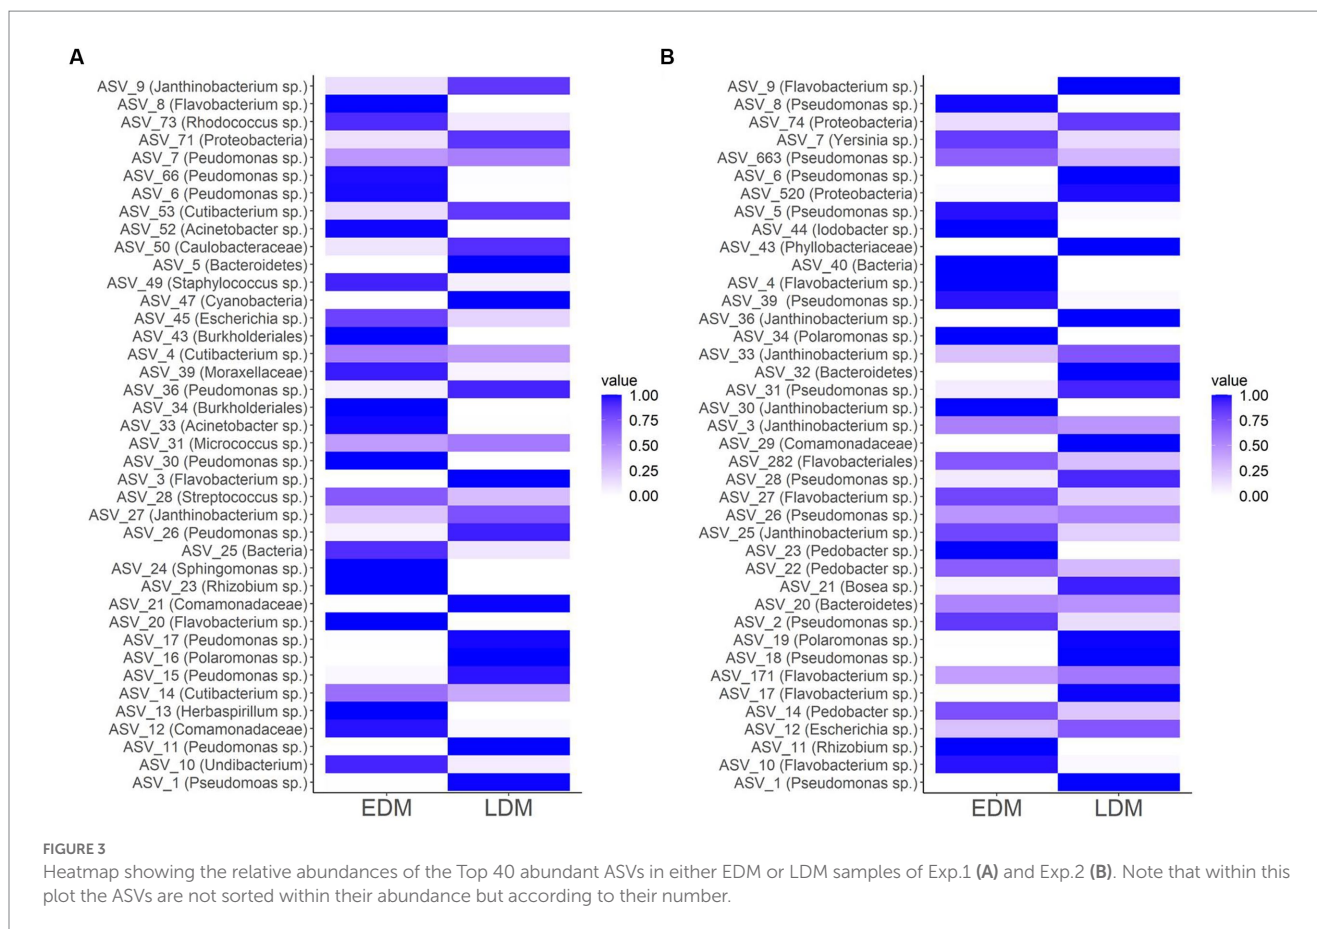 A
ASV_9 (Janthinobacterium sp.)
ASV_8 (Flavobacterium sp.)
ASV_73 (Rhodococcus sp.)
ASV_71 (Proteobacteria)
ASV_7 (Peudomonas sp.)
ASV_66 (Peudomonas sp.)
ASV_6 (Peudomonas sp.)
ASV_53 (Cutibacterium sp.)
ASV_52 (Acinetobacter sp.)
ASV_50 (Caulobacteraceae)
ASV_5 (Bacteroidetes)
ASV_49 (Staphylococcus sp.)
ASV_47 (Cyanobacteria)
ASV_45 (Escherichia sp.)
ASV_43 (Burkholderiales)
ASV_4 (Cutibacterium sp.)
ASV_39 (Moraxellaceae)
ASV_36 (Peudomonas sp.)
ASV_34 (Burkholderiales)
ASV_33 (Acinetobacter sp.)
ASV_31 (Micrococcus sp.)
ASV_30 (Peudomonas sp.)
ASV_3 (Flavobacterium sp.)
ASV_28 (Streptococcus sp.)
ASV_27 (Janthinobacterium sp.)
ASV_26 (Peudomonas sp.)
ASV_25 (Bacteria)
ASV_24 (Sphingomonas sp.)
ASV_23 (Rhizobium sp.)
ASV_21 (Comamonadaceae)
ASV_20 (Flavobacterium sp.)
ASV_17 (Peudomonas sp.)
ASV_16 (Polaromonas sp.)
ASV_15 (Peudomonas sp.)
ASV_14 (Cutibacterium sp.)
ASV_13 (Herbaspirillum sp.)
ASV_12 (Comamonadaceae)
ASV_11 (Peudomonas sp.)
ASV_10 (Undibacterium)
ASV_1 (Pseudomoas sp.)
EDM LDM
value
1.00
0.75
0.50
0.25
0.00
B
ASV_9 (Flavobacterium sp.)
ASV_8 (Pseudomonas sp.)
ASV_74 (Proteobacteria)
ASV_7 (Yersinia sp.)
ASV_663 (Pseudomonas sp.)
ASV_6 (Pseudomonas sp.)
ASV_520 (Proteobacteria)
ASV_5 (Pseudomonas sp.)
ASV_44 (Iodobacter sp.)
ASV_43 (Phyllobacteriaceae)
ASV_40 (Bacteria)
ASV_4 (Flavobacterium sp.)
ASV_39 (Pseudomonas sp.)
ASV_36 (Janthinobacterium sp.)
ASV_34 (Polaromonas sp.)
ASV_33 (Janthinobacterium sp.)
ASV_32 (Bacteroidetes)
ASV_31 (Pseudomonas sp.)
ASV_30 (Janthinobacterium sp.)
ASV_3 (Janthinobacterium sp.)
ASV_29 (Comamonadaceae)
ASV_282 (Flavobacteriales)
ASV_28 (Pseudomonas sp.)
ASV_27 (Flavobacterium sp.)
ASV_26 (Pseudomonas sp.)
ASV_25 (Janthinobacterium sp.)
ASV_23 (Pedobacter sp.)
ASV_22 (Pedobacter sp.)
ASV_21 (Bosea sp.)
ASV_20 (Bacteroidetes)
ASV_2 (Pseudomonas sp.)
ASV_19 (Polaromonas sp.)
ASV_18 (Pseudomonas sp.)
ASV_171 (Flavobacterium sp.)
ASV_17 (Flavobacterium sp.)
ASV_14 (Pedobacter sp.)
ASV_12 (Escherichia sp.)
ASV_11 (Rhizobium sp.)
ASV_10 (Flavobacterium sp.)
ASV_1 (Pseudomonas sp.)
EDM LDM
value
1.00
0.75
0.50
0.25
0.00
FIGURE 3
Heatmap showing the relative abundances of the Top 40 abundant ASVs in either EDM or LDM samples of Exp.1 (A) and Exp.2 (B). Note that within this
plot the ASVs are not sorted within their abundance but according to their number.